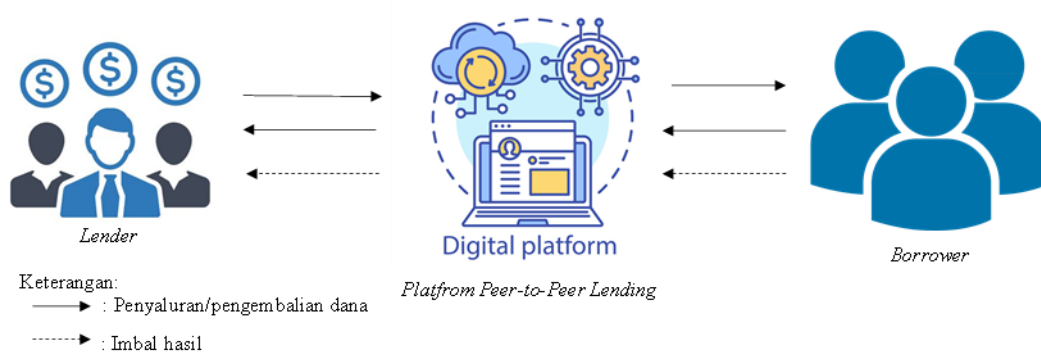 $ $ $
Digital platform
Lender
Platfrom Peer-to-Peer Lending
Borrower
Keterangan:
: Penyaluran/pengembalian dana
: Imbal hasil